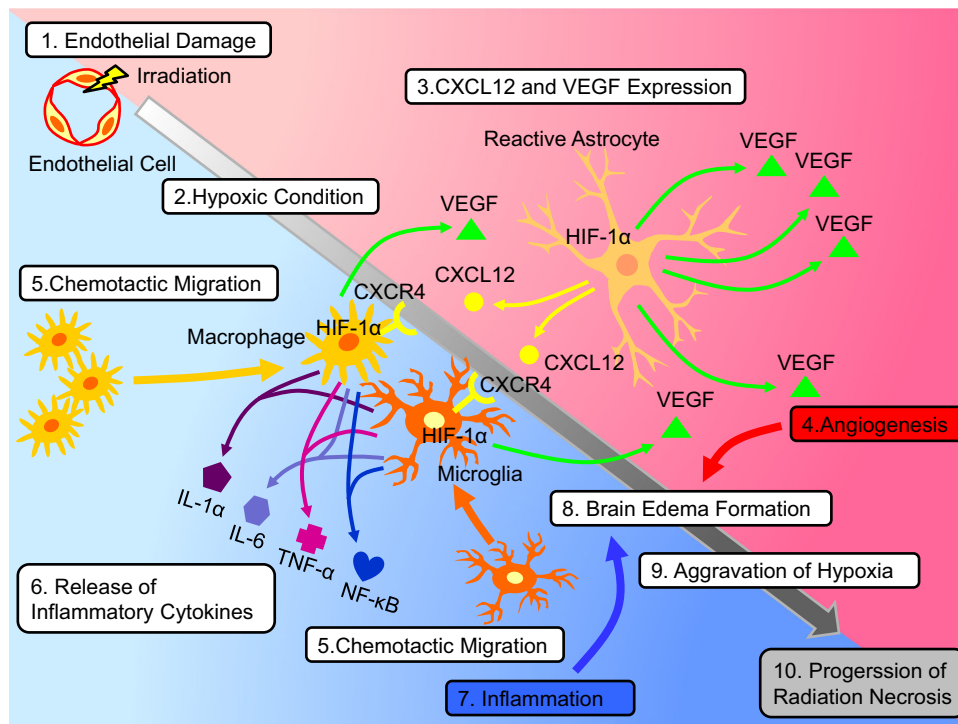 1. Endothelial Damage
Irradiation
Endothelial Cell
2.Hypoxic Condition
3.CXCL12 and VEGF Expression
Reactive Astrocyte
VEGF
VEGF
VEGF
VEGF
HIF-1α
CXCL12
5.Chemotactic Migration
CXCR4
Macrophage
HIF-1α
CXCL12
CXCR4
VEGF
VEGF
4.Angiogenesis
HIF-1α
Microglia
IL-1α
IL-6
TNF-α
NF-κB
8. Brain Edema Formation
9. Aggravation of Hypoxia
6. Release of
Inflammatory Cytokines
5.Chemotactic Migration
7. Inflammation
10. Progerssion of
Radiation Necrosis